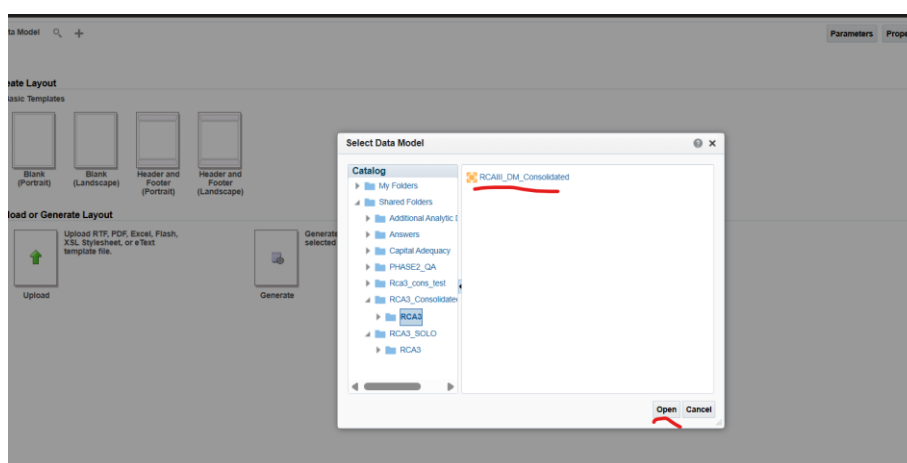 ta Model
Parameters Prope
eate Layout
asic Templates
Blank
(Portrait)
Blank
(Landscape)
Header and
Footer
(Portrait)
Header and
Footer
(Landscape)
load or Generate Layout
Upload RTF, PDF, Excel, Flash,
XSL Stylesheet, or eText
template file.
Upload
Generate
selected
Generate
Select Data Model
Catalog
My Folders
Shared Folders
Additional Analytic D
Answers
Capital Adequacy
PHASE2_QA
Rca3_cons_test
RCA3_Consolidate
RCA3
RCA3_SOLO
RCA3
RCAIII_DM_Consolidated
Open Cancel